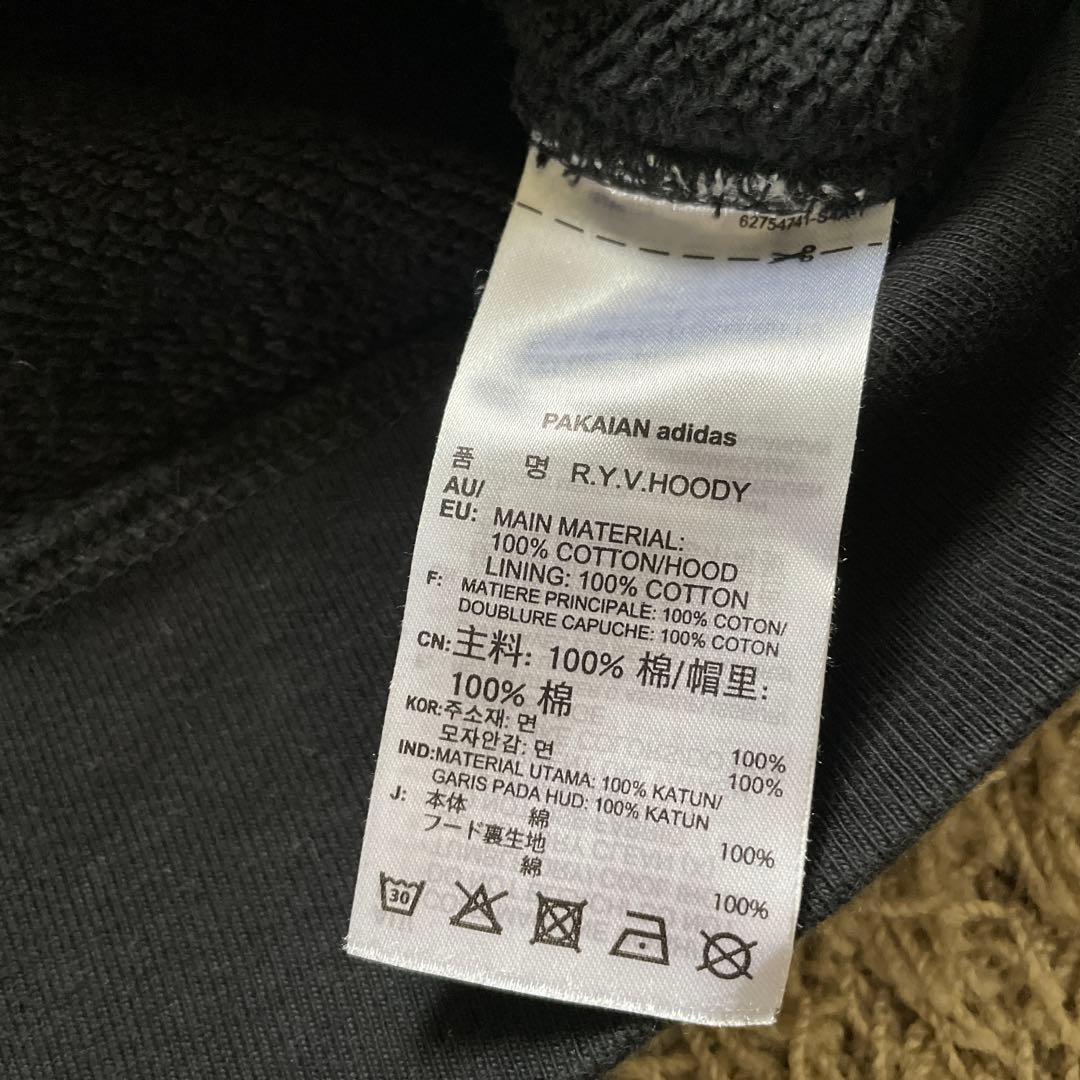 62754741-S4X-1
PAKAIAN adidas
품 명 R.Y.V.HOODY
AU/
EU: MAIN MATERIAL:
100% COTTON/HOOD
LINING: 100% COTTON
F: MATIERE PRINCIPALE: 100% COTON/
DOUBLURE CAPUCHE: 100% COTON
CN: 主料: 100% 棉/帽里:
100% 棉
KOR: 주소재: 면 100%
모자안감: 면 100%
IND: MATERIAL UTAMA: 100% KATUN/
GARIS PADA HUD: 100% KATUN
J: 本体
綿 100%
フード裏生地
綿 100%
30